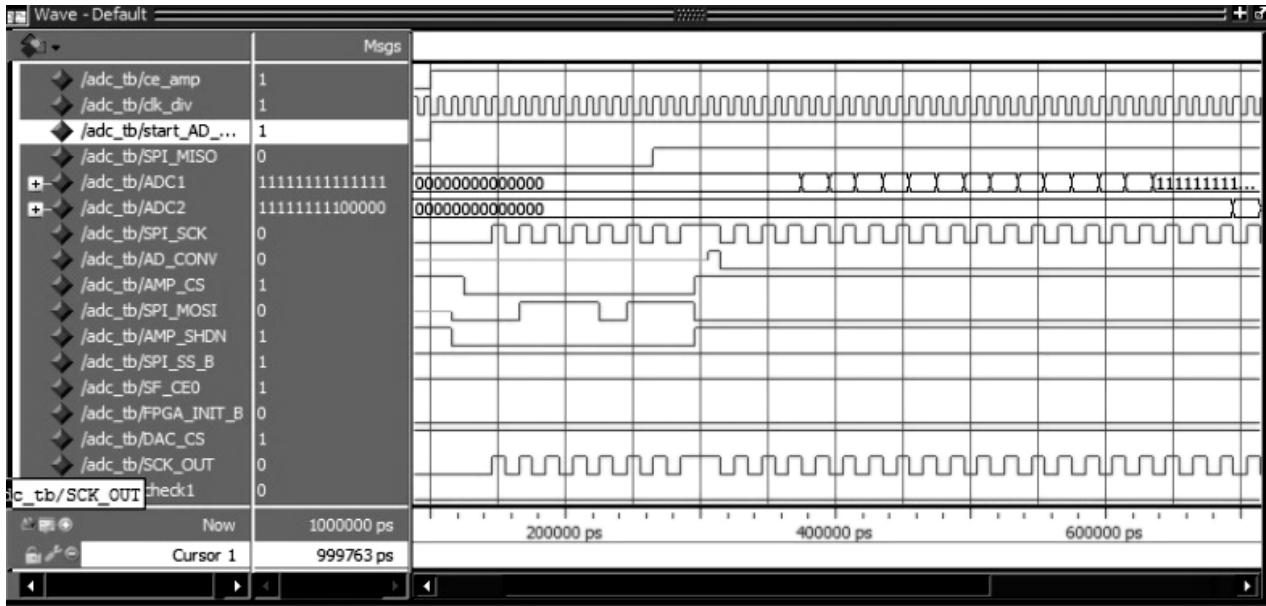 Wave - Default
Msgs
/adc_tb/ce_amp 1
/adc_tb/clk_div 1
/adc_tb/start_AD_... 1
/adc_tb/SPI_MISO 0
/adc_tb/ADC1 11111111111111 00000000000000 111111111...
/adc_tb/ADC2 11111111100000 00000000000000
/adc_tb/SPI_SCK 0
/adc_tb/AD_CONV 0
/adc_tb/AMP_CS 1
/adc_tb/SPI_MOSI 0
/adc_tb/AMP_SHDN 1
/adc_tb/SPI_SS_B 1
/adc_tb/SF_CE0 1
/adc_tb/FPGA_INIT_B 0
/adc_tb/DAC_CS 1
/adc_tb/SCK_OUT 0
c_tb/SCK_OUT check1 0
Now 1000000 ps 200000 ps 400000 ps 600000 ps
Cursor 1 999763 ps